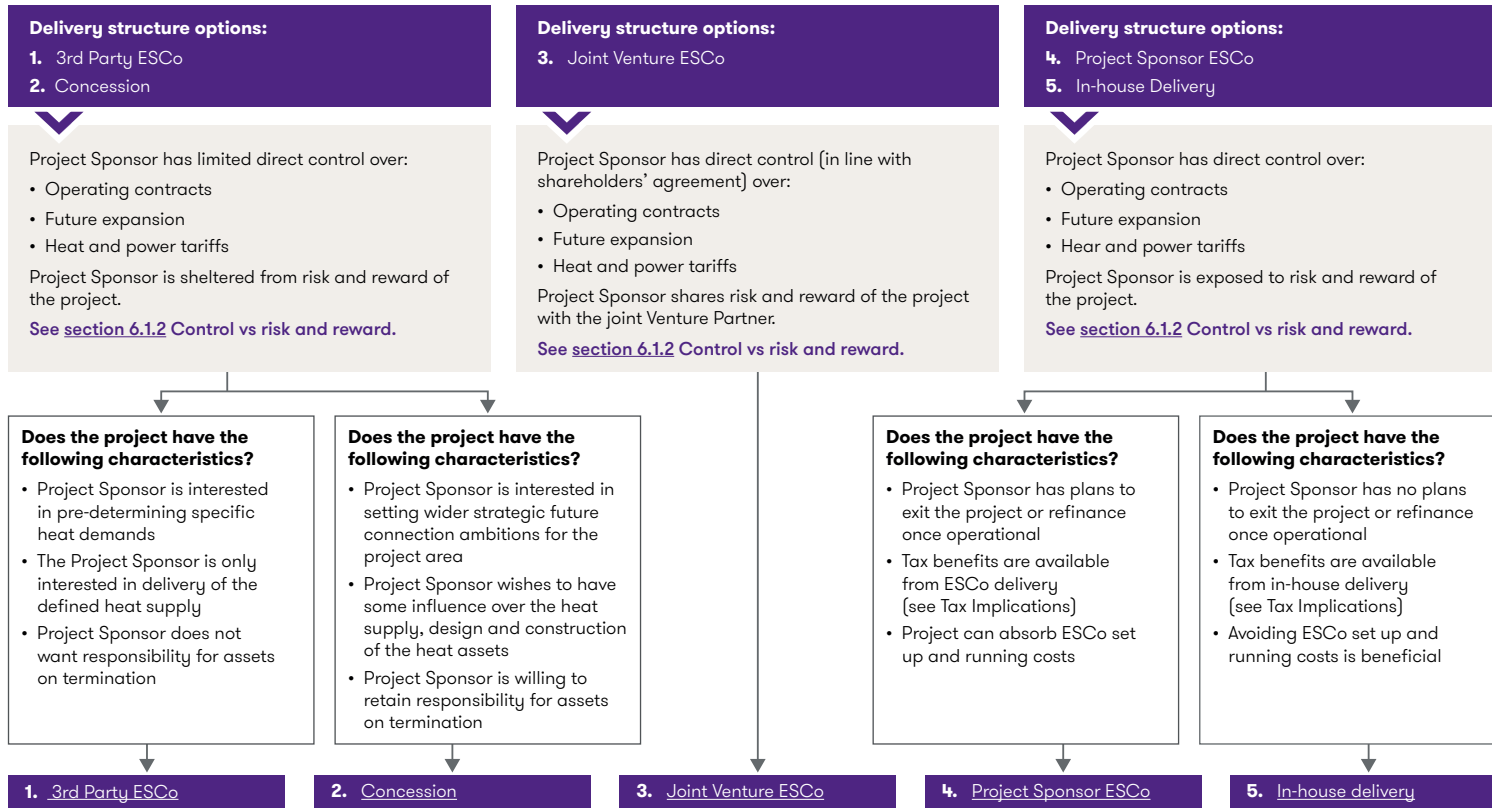 Delivery structure options:
1. 3rd Party ESCo
2. Concession
Project Sponsor has limited direct control over:
• Operating contracts
• Future expansion
• Heat and power tariffs
Project Sponsor is sheltered from risk and reward of
the project.
See section 6.1.2 Control vs risk and reward.
Delivery structure options:
3. Joint Venture ESCo
Project Sponsor has direct control (in line with
shareholders’ agreement) over:
• Operating contracts
• Future expansion
• Heat and power tariffs
Project Sponsor shares risk and reward of the project
with the joint Venture Partner.
See section 6.1.2 Control vs risk and reward.
Delivery structure options:
4. Project Sponsor ESCo
5. In-house Delivery
Project Sponsor has direct control over:
• Operating contracts
• Future expansion
• Hear and power tariffs
Project Sponsor is exposed to risk and reward of
the project.
See section 6.1.2 Control vs risk and reward.
Does the project have the
following characteristics?
• Project Sponsor is interested
in pre-determining specific
heat demands
• The Project Sponsor is only
interested in delivery of the
defined heat supply
• Project Sponsor does not
want responsibility for assets
on termination
Does the project have the
following characteristics?
• Project Sponsor is interested in
setting wider strategic future
connection ambitions for the
project area
• Project Sponsor wishes to have
some influence over the heat
supply, design and construction
of the heat assets
• Project Sponsor is willing to
retain responsibility for assets
on termination
Does the project have the
following characteristics?
• Project Sponsor has plans to
exit the project or refinance
once operational
• Tax benefits are available
from ESCo delivery
(see Tax Implications)
• Project can absorb ESCo set
up and running costs
Does the project have the
following characteristics?
• Project Sponsor has no plans
to exit the project or refinance
once operational
• Tax benefits are available
from in-house delivery
(see Tax Implications)
• Avoiding ESCo set up and
running costs is beneficial
1. 3rd Party ESCo
2. Concession
3. Joint Venture ESCo
4. Project Sponsor ESCo
5. In-house delivery